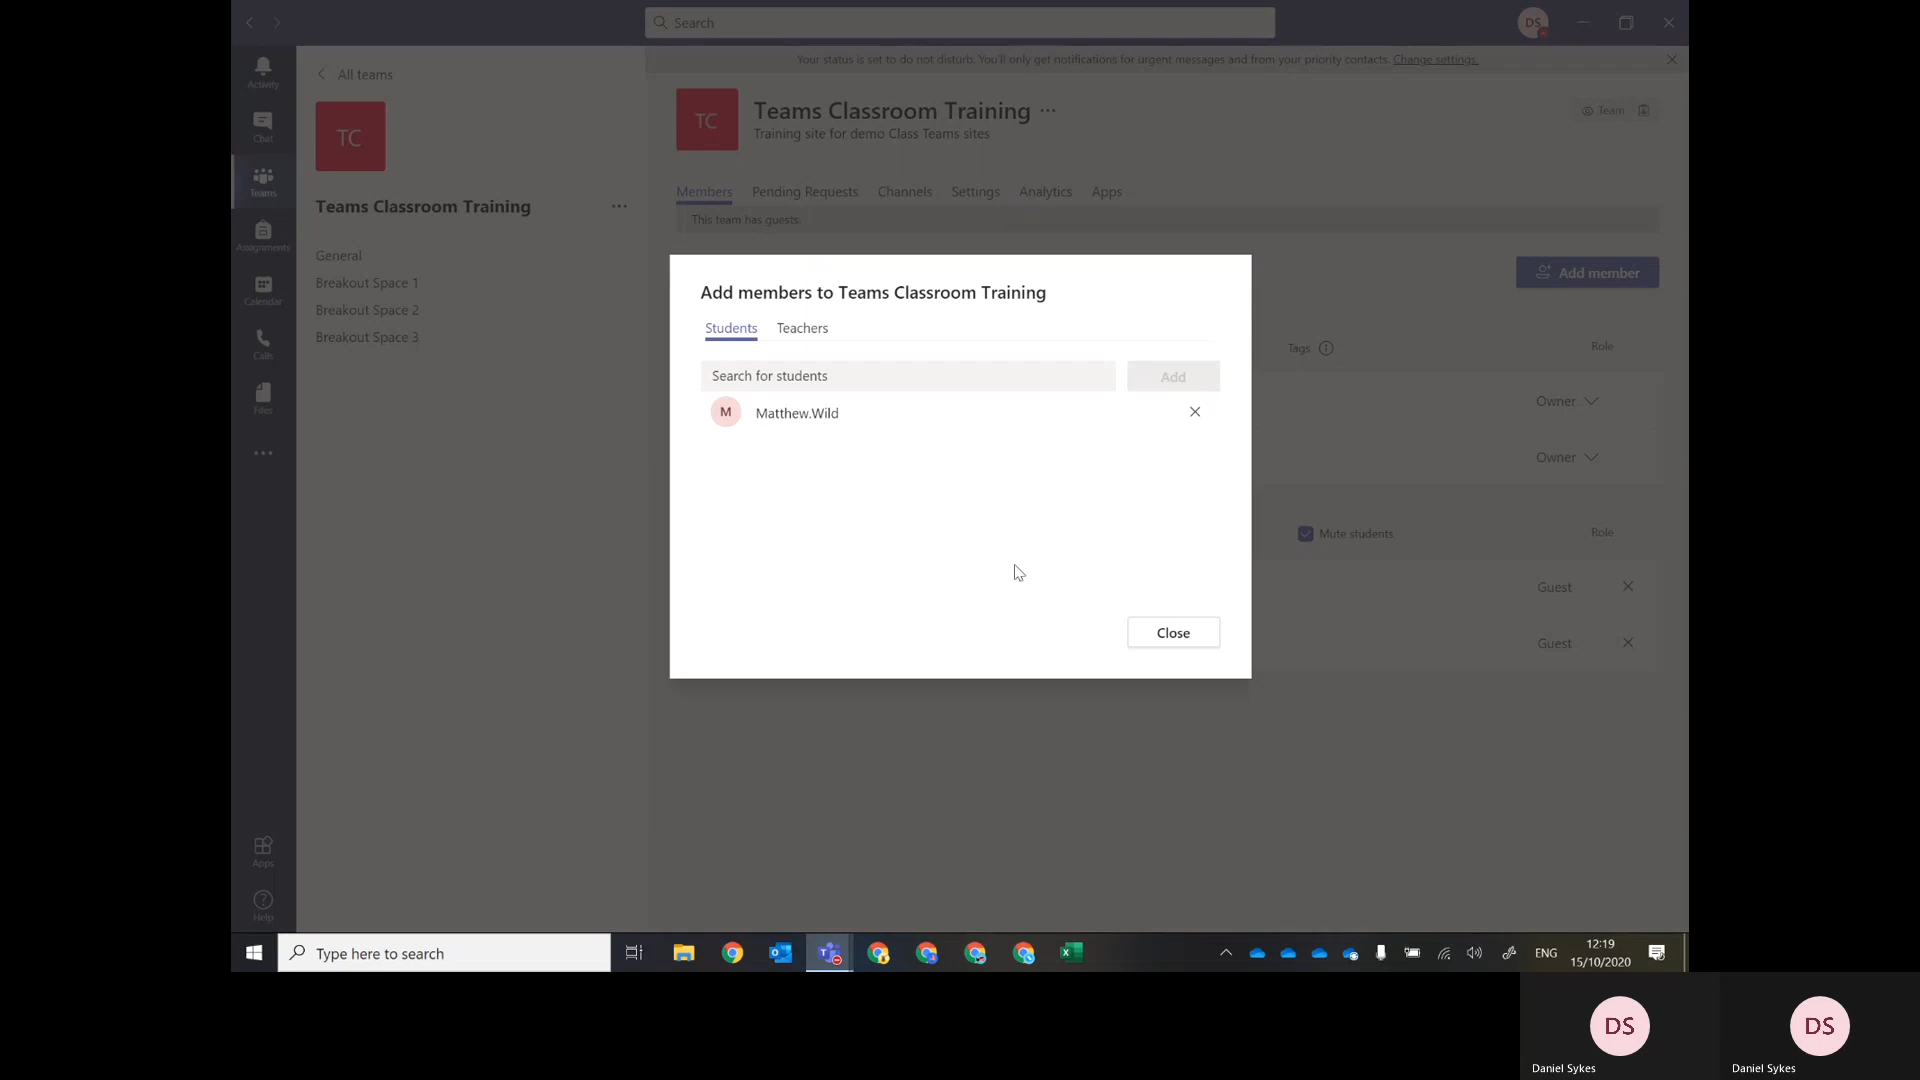 Search
DS
Your status is set to do not disturb. You'll only get notifications for urgent messages and from your priority contacts. Change settings.
Activity
Chat
Teams
Assignments
Calendar
Calls
Files
Apps
Help
All teams
TC
Teams Classroom Training
General
Breakout Space 1
Breakout Space 2
Breakout Space 3
TC
Teams Classroom Training
Training site for demo Class Teams sites
Team
Members Pending Requests Channels Settings Analytics Apps
This team has guests.
Add member
Tags
Role
Owner
Owner
Mute students
Role
Guest
Guest
Add members to Teams Classroom Training
Students Teachers
Search for students
Add
M Matthew.Wild
Close
Type here to search
ENG
12:19
15/10/2020
DS
Daniel Sykes
DS
Daniel Sykes